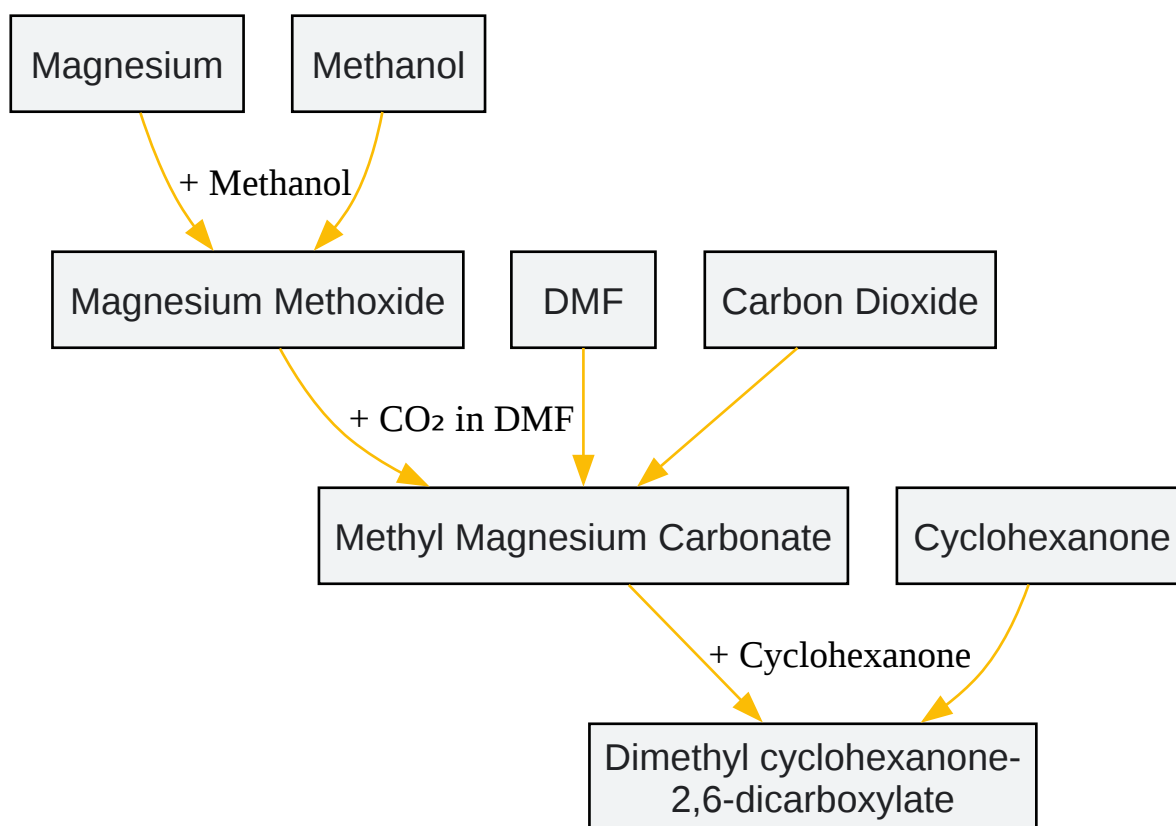 Magnesium
Methanol
+ Methanol
Magnesium Methoxide
DMF
Carbon Dioxide
+ CO₂ in DMF
Methyl Magnesium Carbonate
Cyclohexanone
+ Cyclohexanone
Dimethyl cyclohexanone-
2,6-dicarboxylate